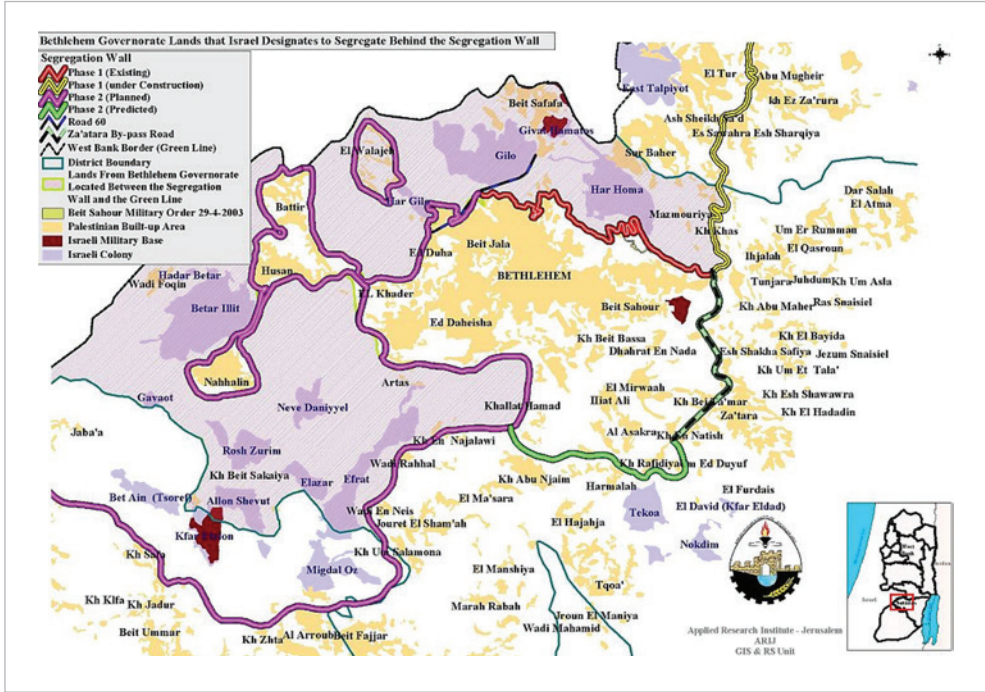 Bethlehem Governorate Lands that Israel Designates to Segregate Behind the Segregation Wall
Segregation Wall
Phase 1 (Existing)
Phase 1 (under Construction)
Phase 2 (Planned)
Phase 2 (Predicted)
Road 60
Za'atara By-pass Road
West Bank Border (Green Line)
District Boundary
Lands From Bethlehem Governorate
Located Between the Segregation
Wall and the Green Line
Beit Sahour Military Order 29-4-2003
Palestinian Built-up Area
Israeli Military Base
Israeli Colony
El Tur
Abu Mugheir
East Talpiyot
kh Ez Za'rura
Beit Safafa
Ash Sheikh Sa'd
Givat Hamatos
Es Sawahra Esh Sharqiya
El Walajeh
Gilo
Sur Baher
Har Homa
Dar Salah
El Atma
Battir
Har Gilo
Mazmouriya
Kh Khas
Um Er Rumman
Beit Jala
El Qasroun
Ed Duha
Ihjalah
Husan
BETHLEHEM
Hadar Betar
Wadi Foqin
Tunjara
Juhdum
Kh Um Asla
EL Khader
Betar Illit
Beit Sahour
Kh Abu Maher
Ras Snaisiel
Ed Daheisha
Kh Beit Bassa
Kh El Bayida
Dhahrat En Nada
Esh Shakha Safiya
Jezum Snaisiel
Kh Um Et Tala'
Nahhalin
Artas
El Mirwaah
Gavaot
Iliat Ali
Kh Esh Shawawra
Neve Daniyyel
Khallat Hamad
Za'tara
Kh El Hadadin
Jaba'a
Al Asakra
Kh En Natish
Kh En Najalawi
Rosh Zurim
Wadi Rahhal
Kh Rafidiya
Um Ed Duyuf
Kh Beit Sakaiya
Kh Abu Njaim
Harmalah
Elazar
Efrat
El Furdais
Bet Ain (Tsoref)
Allon Shevut
El Ma'sara
Tekoa
El David (Kfar Eldad)
Wadi En Neis
Jouret El Sham'ah
El Hajahja
Nokdim
Kh Safa
Kh Um Salamona
Migdal Oz
El Manshiya
Tqoa'
Kh Klfa
Kh Jadur
Marah Rabah
Jroun El Maniya
Wadi Mahamid
Beit Ummar
Kh Zhta
Al Arroub
Beit Fajjar
Applied Research Institute - Jerusalem
ARIJ
GIS & RS Unit
Israel